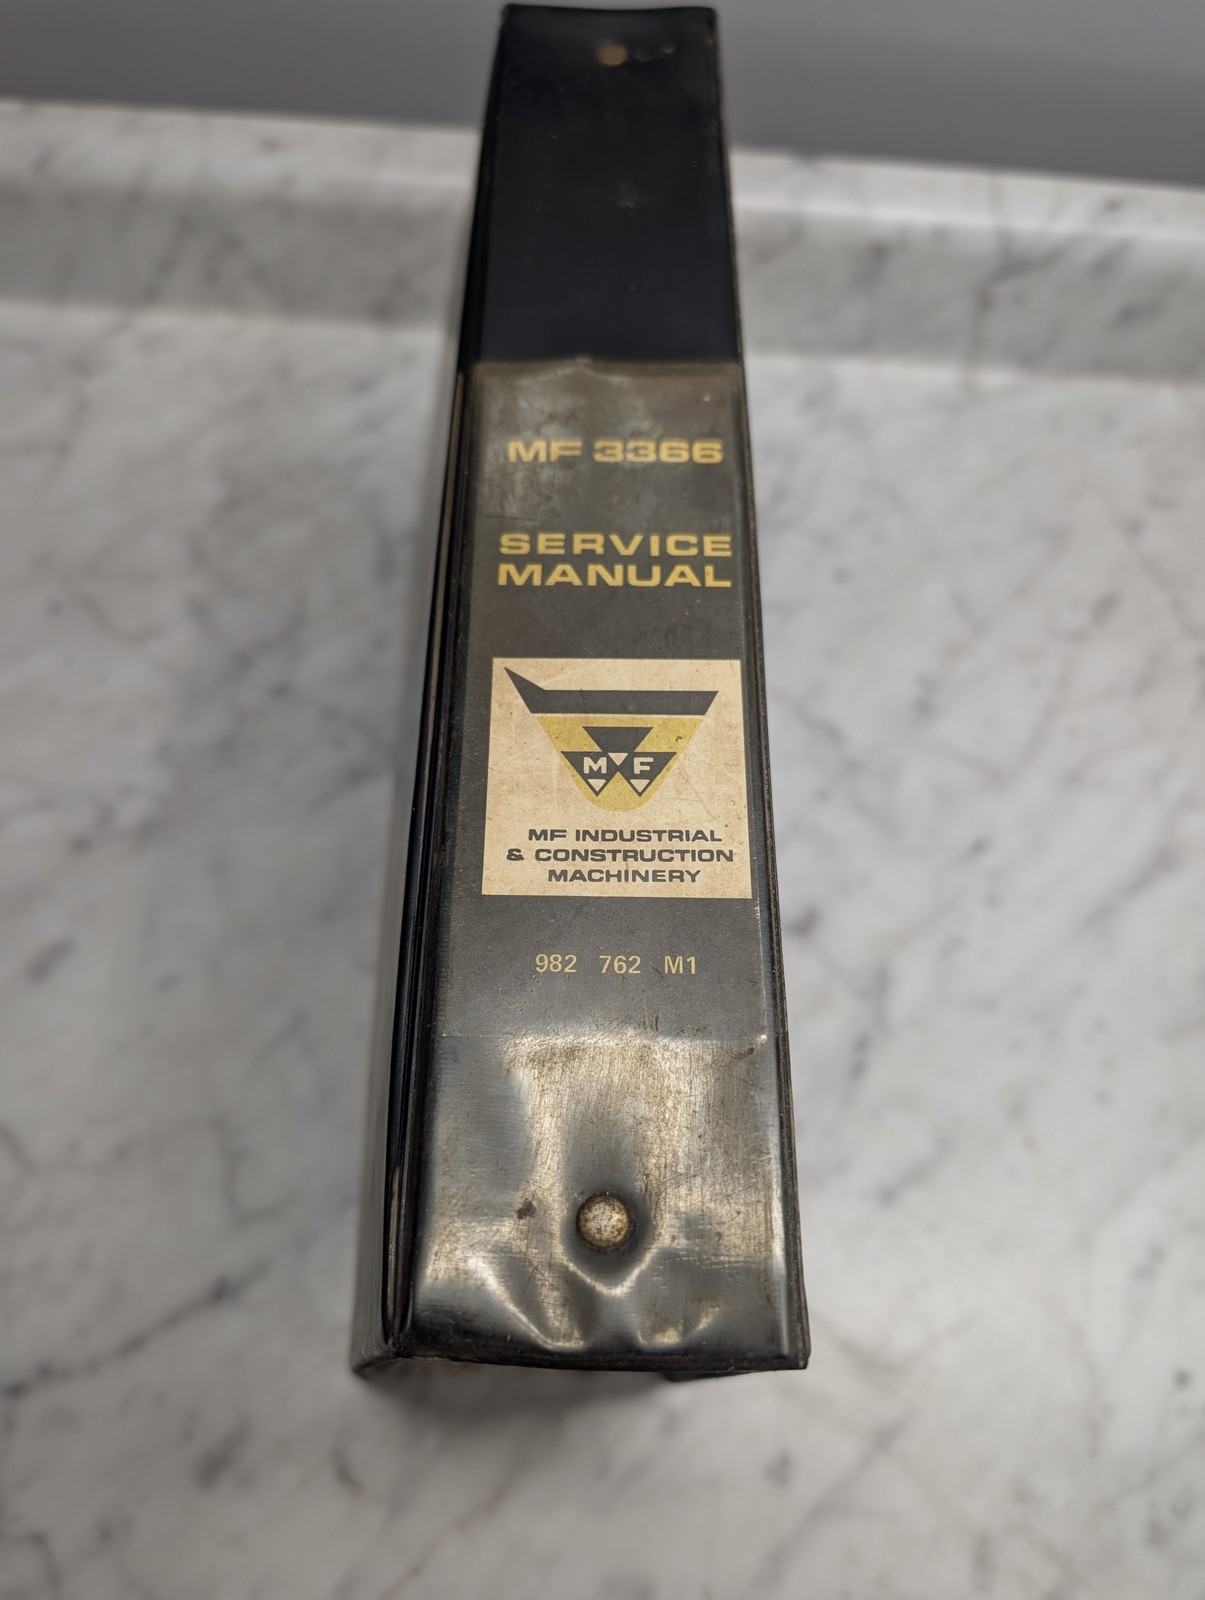 MF 3366
SERVICE
MANUAL
M F
MF INDUSTRIAL
& CONSTRUCTION
MACHINERY
982 762 M1